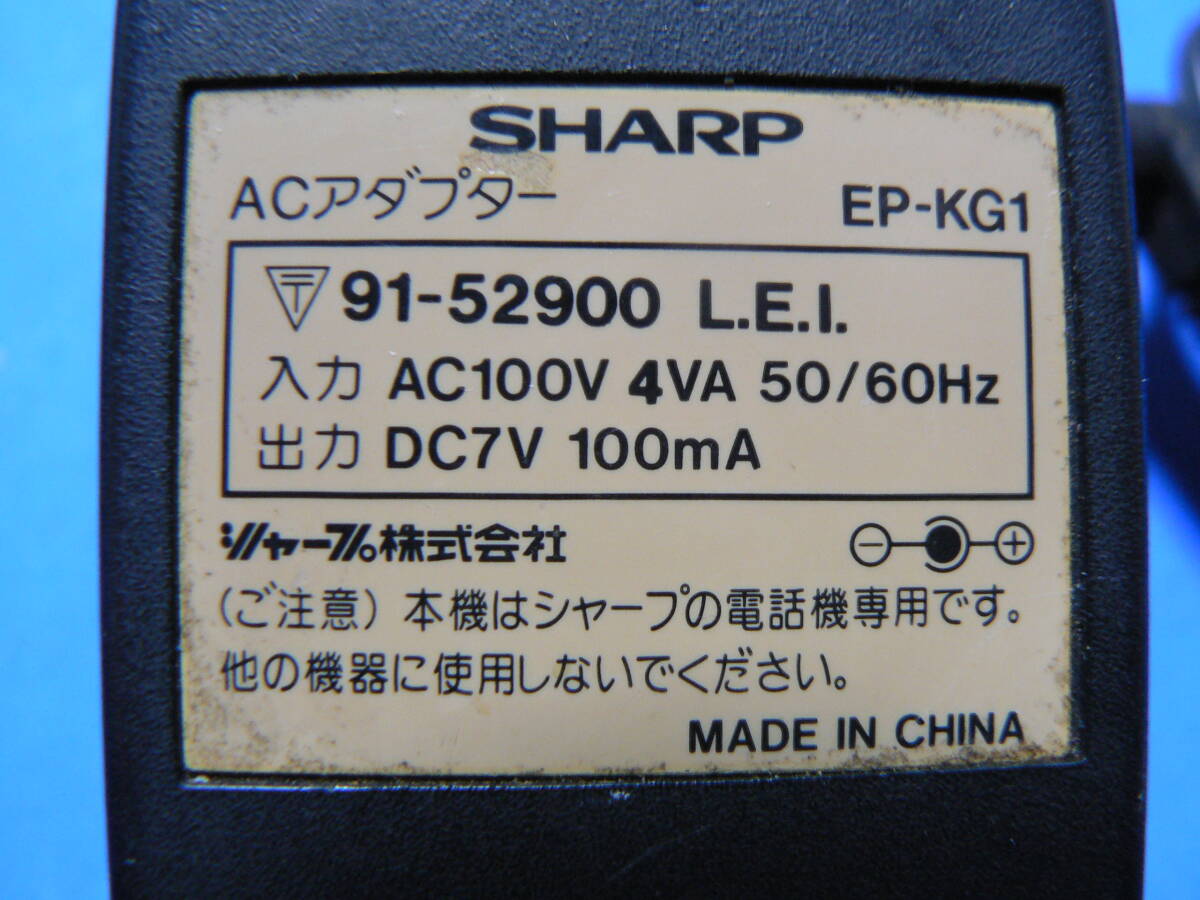 SHARP
ACアダプター EP-KG1
〒 91-52900 L.E.I.
入力 AC100V 4VA 50/60Hz
出力 DC7V 100mA
シャープ株式会社 − +
(ご注意) 本機はシャープの電話機専用です。
他の機器に使用しないでください。
MADE IN CHINA